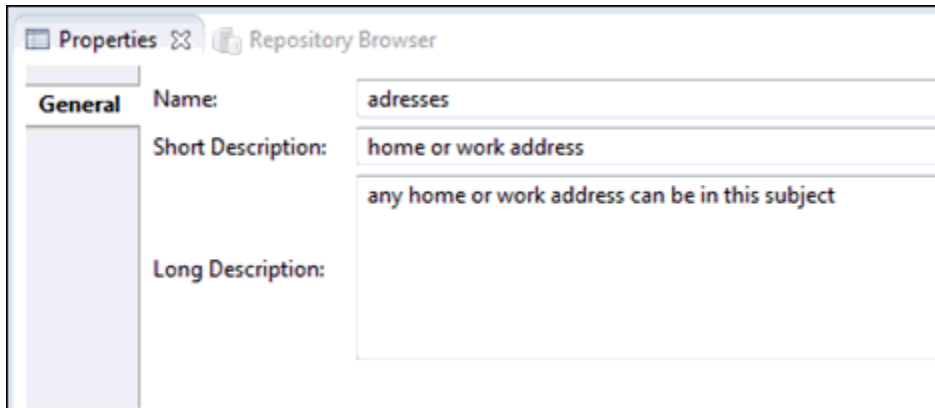 Properties Repository Browser
General
Name: adresses
Short Description: home or work address
Long Description: any home or work address can be in this subject